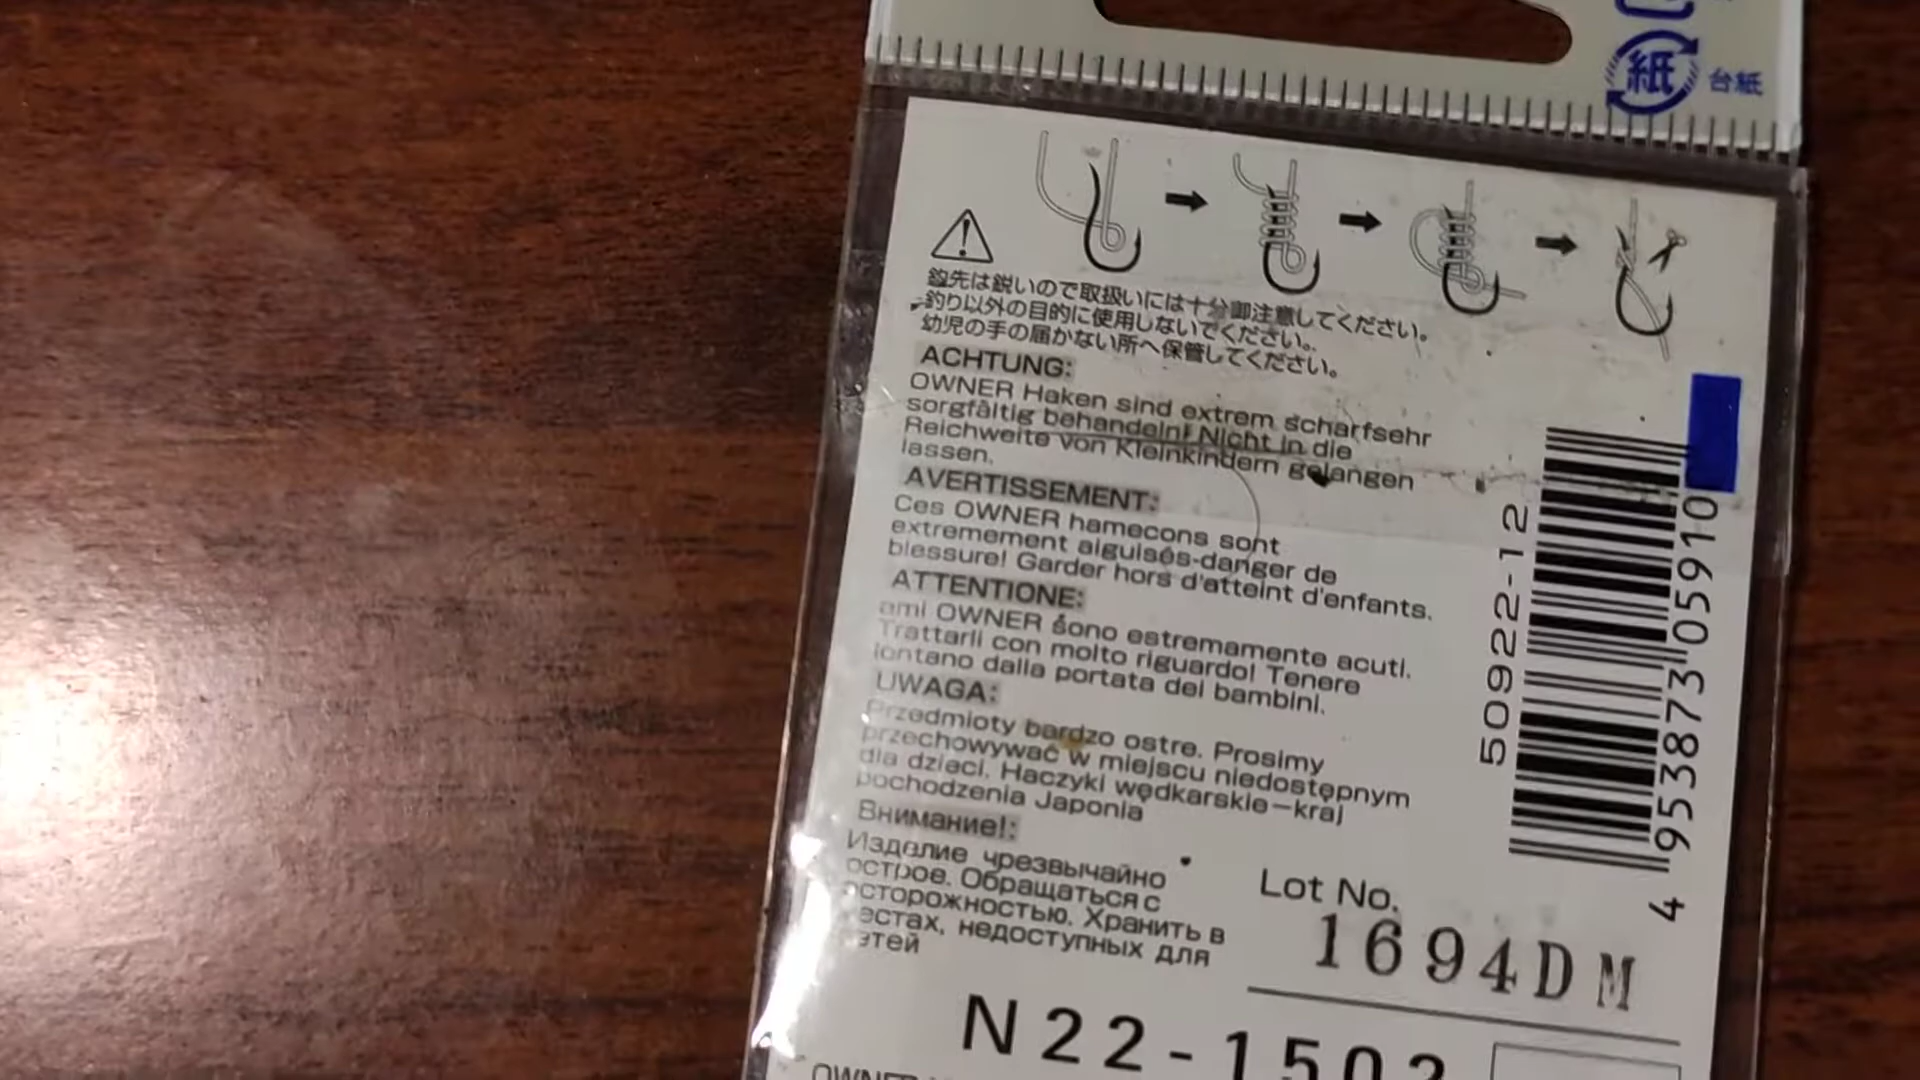 紙
台紙
鈎先は鋭いので取扱いには十分御注意してください。
釣り以外の目的に使用しないでください。
幼児の手の届かない所へ保管してください。
ACHTUNG:
OWNER Haken sind extrem scharfsehr
sorgfältig behandeln! Nicht in die
Reichweite von Kleinkindern gelangen
lassen.
AVERTISSEMENT:
Ces OWNER hamecons sont
extremement aiguisés-danger de
blessure! Garder hors d'atteint d'enfants.
ATTENTIONE:
ami OWNER sono estremamente acuti.
Trattarli con molto riguardo! Tenere
lontano dalla portata dei bambini.
UWAGA:
Przedmioty bardzo ostre. Prosimy
przechowywać w miejscu niedostępnym
dla dzieci. Haczyki wędkarskie-kraj
pochodzenia Japonia
Внимание!:
Изделие чрезвычайно
острое. Обращаться с
осторожностью. Хранить в
естах, недоступных для
етей
50922-12
4 953873 059100
Lot No.
1694DM
N22-150
OWNER